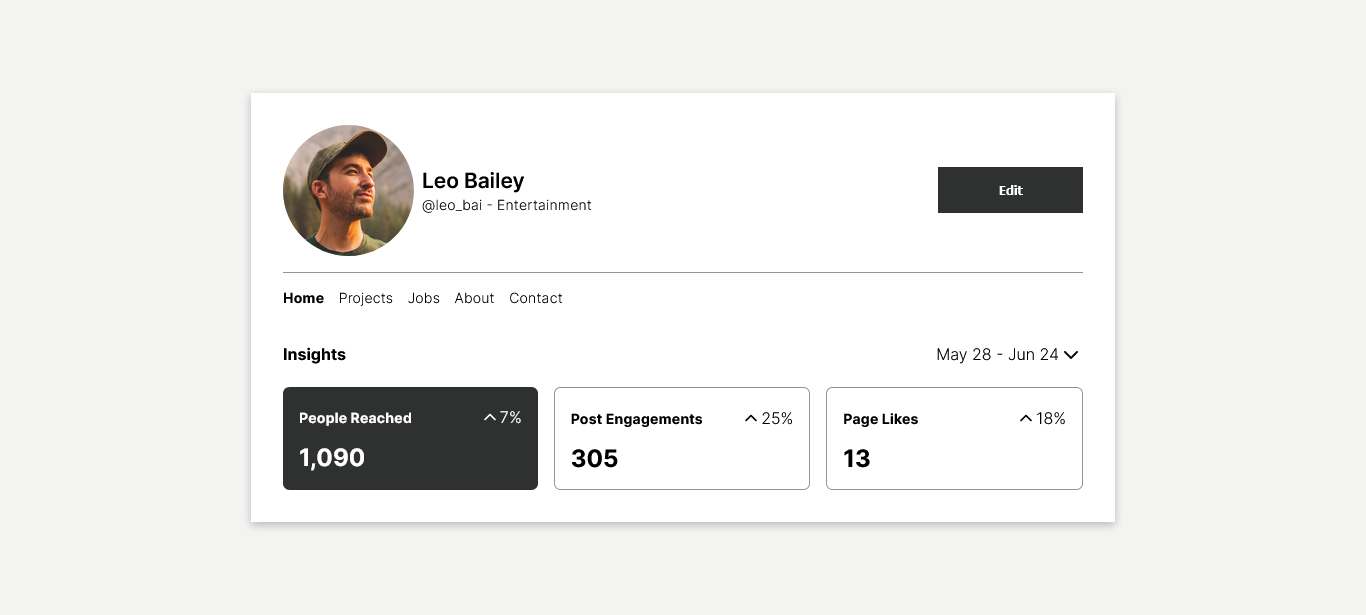 Leo Bailey
@leo_bai - Entertainment
Edit
Home Projects Jobs About Contact
Insights
May 28 - Jun 24
People Reached 7%
1,090
Post Engagements 25%
305
Page Likes 18%
13